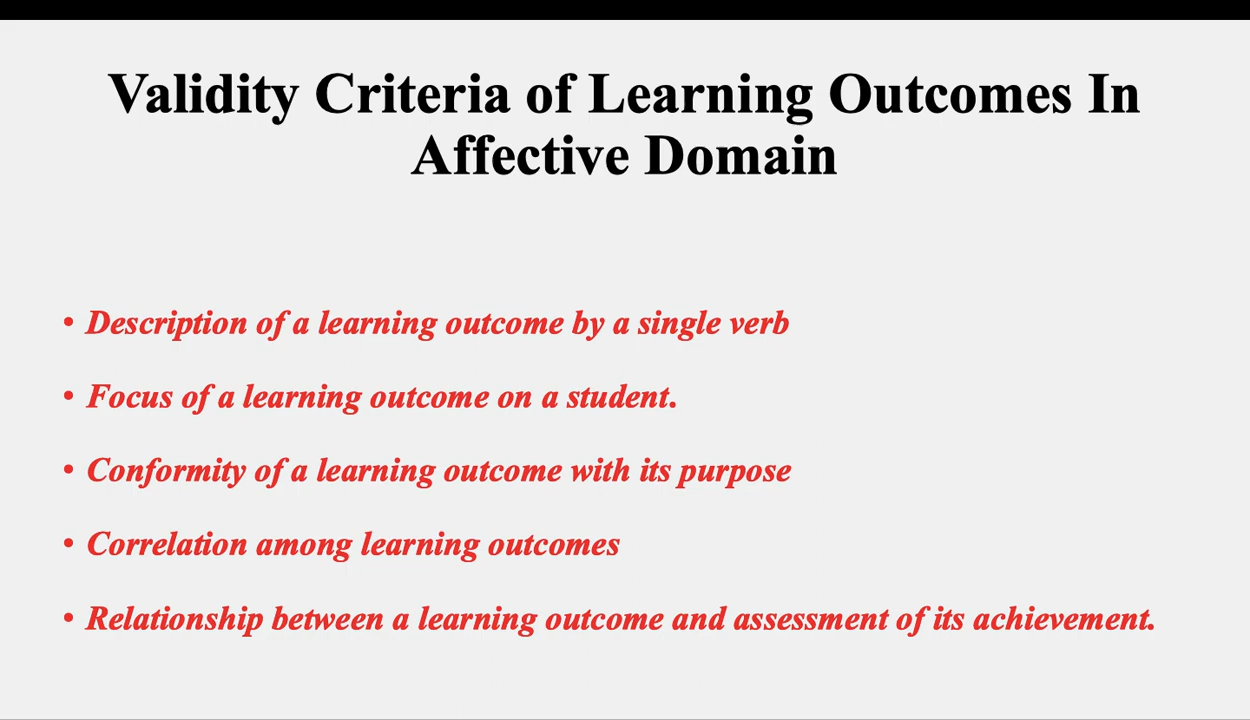 Validity Criteria of Learning Outcomes In
Affective Domain
• Description of a learning outcome by a single verb
• Focus of a learning outcome on a student.
• Conformity of a learning outcome with its purpose
• Correlation among learning outcomes
• Relationship between a learning outcome and assessment of its achievement.